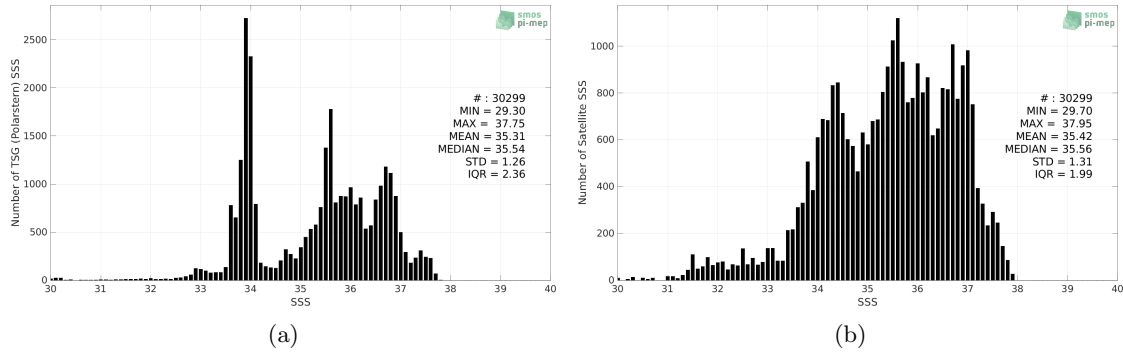 smos
pi-mep
Number of TSG (Polarstern) SSS
2500
2000
1500
1000
500
0
# : 30299
MIN = 29.30
MAX = 37.75
MEAN = 35.31
MEDIAN = 35.54
STD = 1.26
IQR = 2.36
30 31 32 33 34 35 36 37 38 39 40
SSS
(a)
smos
pi-mep
Number of Satellite SSS
1000
800
600
400
200
0
# : 30299
MIN = 29.70
MAX = 37.95
MEAN = 35.42
MEDIAN = 35.56
STD = 1.31
IQR = 1.99
30 31 32 33 34 35 36 37 38 39 40
SSS
(b)